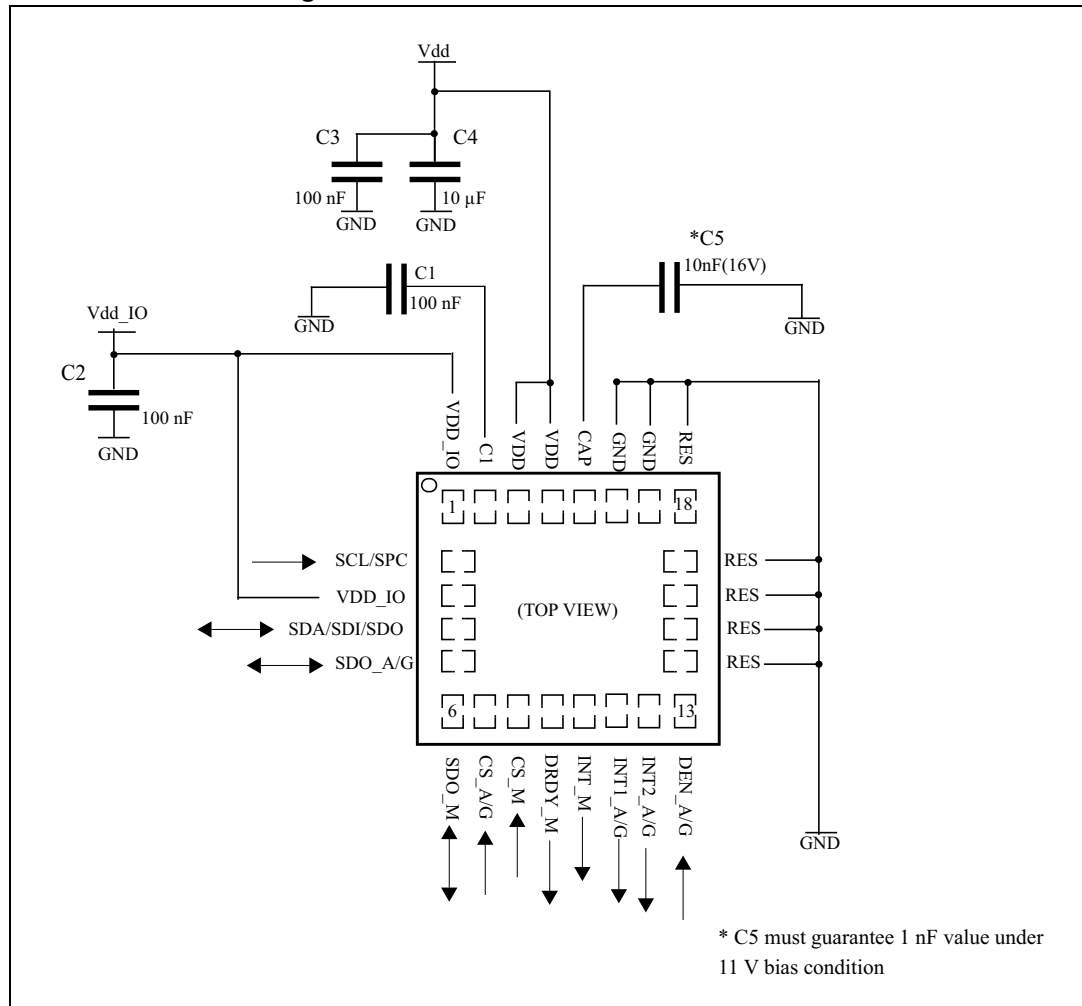 Vdd
C3
C4
100 nF
10 µF
GND
GND
*C5
10nF(16V)
C1
100 nF
GND
GND
Vdd_IO
C2
100 nF
GND
VDD_IO
C1
VDD
VDD
CAP
GND
GND
RES
1
18
SCL/SPC
RES
VDD_IO
(TOP VIEW)
RES
SDA/SDI/SDO
RES
SDO_A/G
RES
6
13
SDO_M
CS_A/G
CS_M
DRDY_M
INT_M
INT1_A/G
INT2_A/G
DEN_A/G
GND
* C5 must guarantee 1 nF value under
11 V bias condition